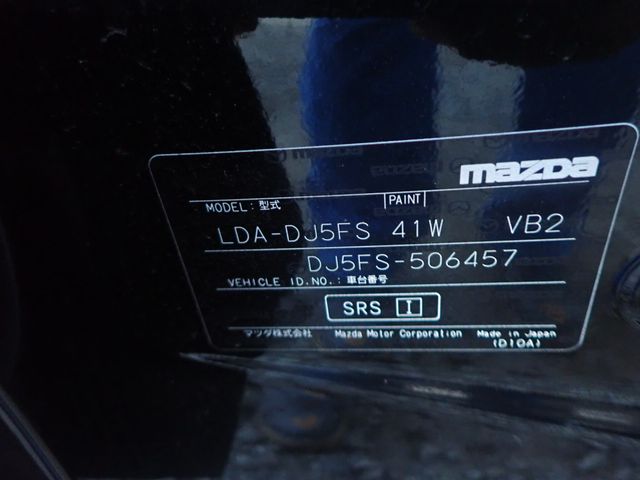 mazda
MODEL:型式 PAINT
LDA-DJ5FS 41W VB2
DJ5FS-506457
VEHICLE ID.NO.:車台番号
SRS I
マツダ株式会社 Mazda Motor Corporation Made in Japan
(D10A)